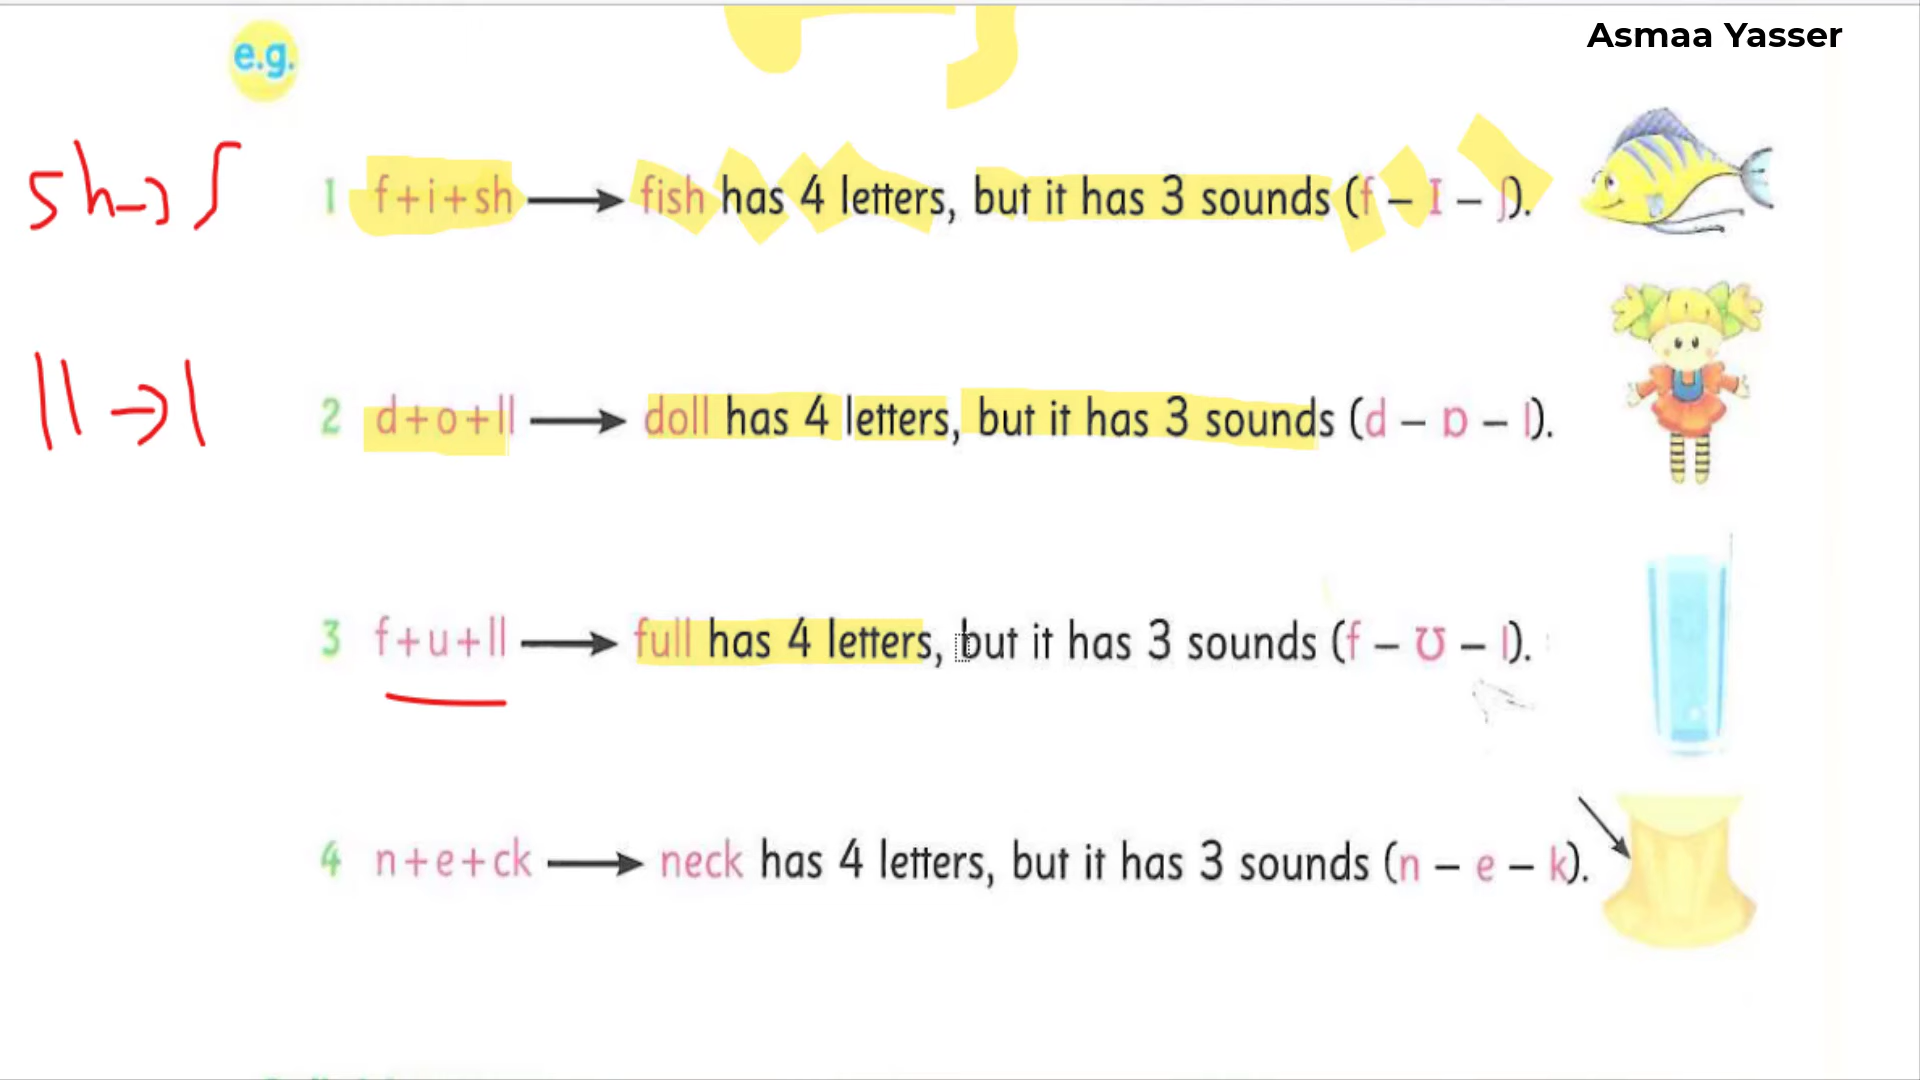 Asmaa Yasser
e.g.
sh→ʃ
1 f+i+sh → fish has 4 letters, but it has 3 sounds (f – I – ʃ).
ll→l
2 d+o+ll → doll has 4 letters, but it has 3 sounds (d – ɒ – l).
3 f+u+ll → full has 4 letters, but it has 3 sounds (f – ʊ – l).
4 n+e+ck → neck has 4 letters, but it has 3 sounds (n – e – k).